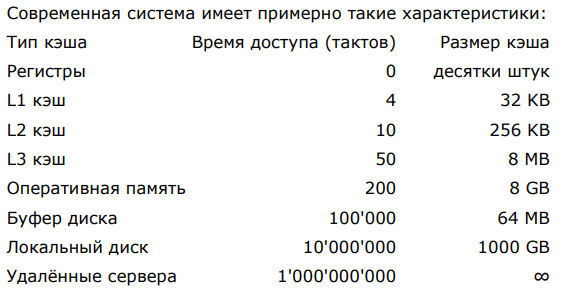 Современная система имеет примерно такие характеристики:
Тип кэша Время доступа (тактов) Размер кэша
Регистры 0 десятки штук
L1 кэш 4 32 KB
L2 кэш 10 256 KB
L3 кэш 50 8 MB
Оперативная память 200 8 GB
Буфер диска 100'000 64 MB
Локальный диск 10'000'000 1000 GB
Удалённые сервера 1'000'000'000 ∞